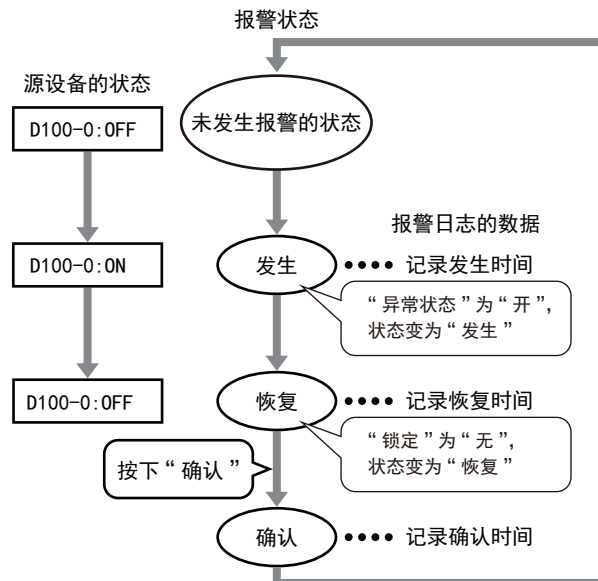 报警状态
源设备的状态
D100-0:OFF
未发生报警的状态
报警日志的数据
D100-0:ON
发生
•••• 记录发生时间
“异常状态”为“开”，
状态变为“发生”
D100-0:OFF
恢复
•••• 记录恢复时间
“锁定”为“无”，
状态变为“恢复”
按下“确认”
确认
•••• 记录确认时间